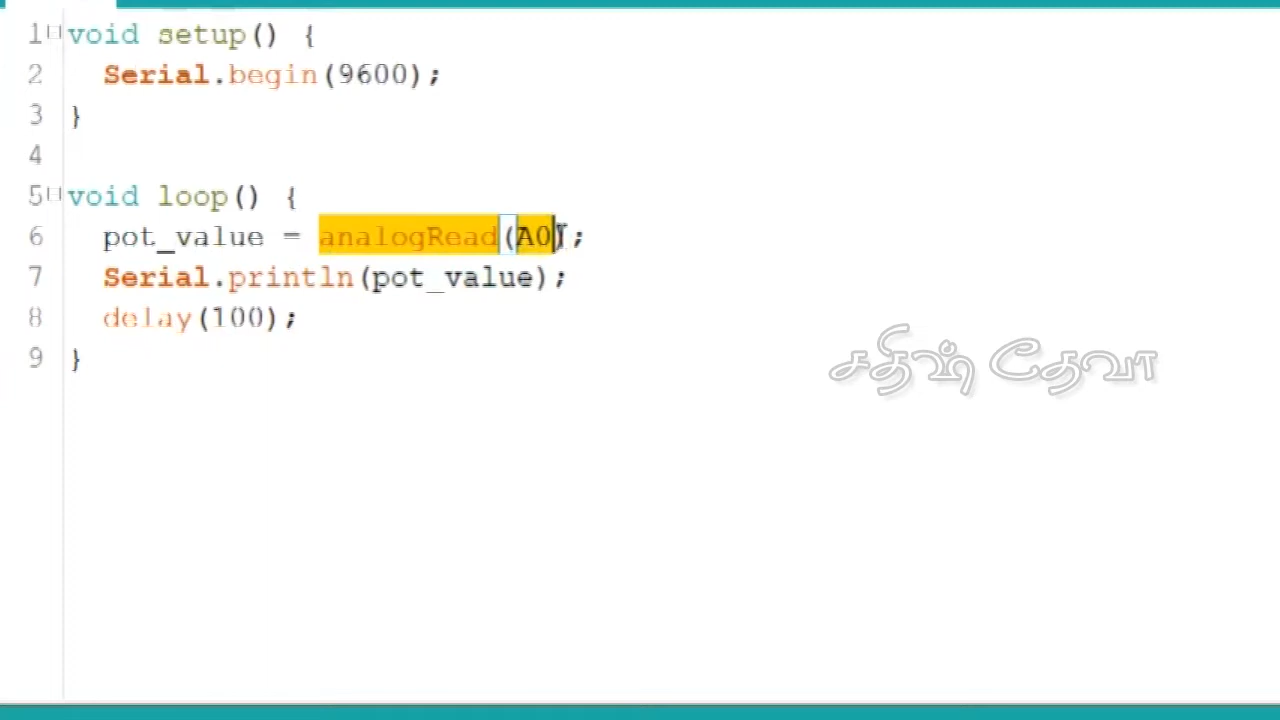 1 void setup() {
2 Serial.begin(9600);
3 }
4
5 void loop() {
6 pot_value = analogRead(A0);
7 Serial.println(pot_value);
8 delay(100);
9 }
சதிஷ் தேவா